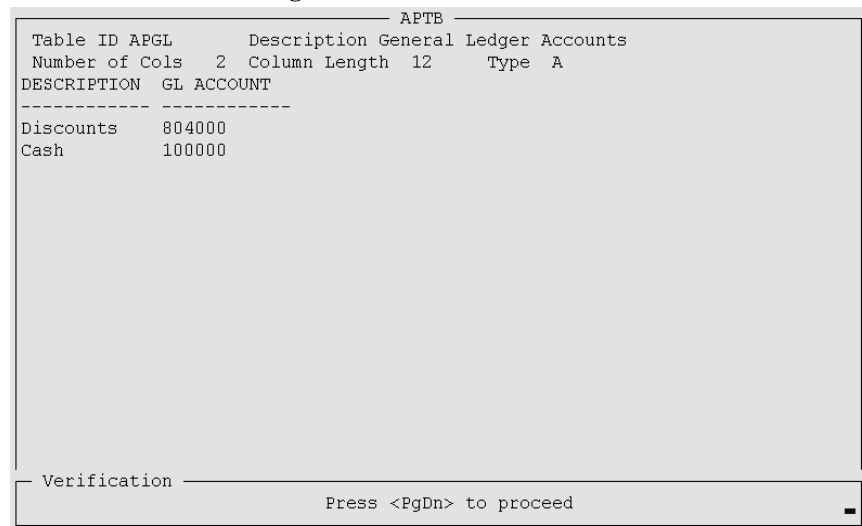 APTB
Table ID APGL Description General Ledger Accounts
Number of Cols 2 Column Length 12 Type A
DESCRIPTION GL ACCOUNT
----------- ------------
Discounts 804000
Cash 100000
Verification
Press <PgDn> to proceed